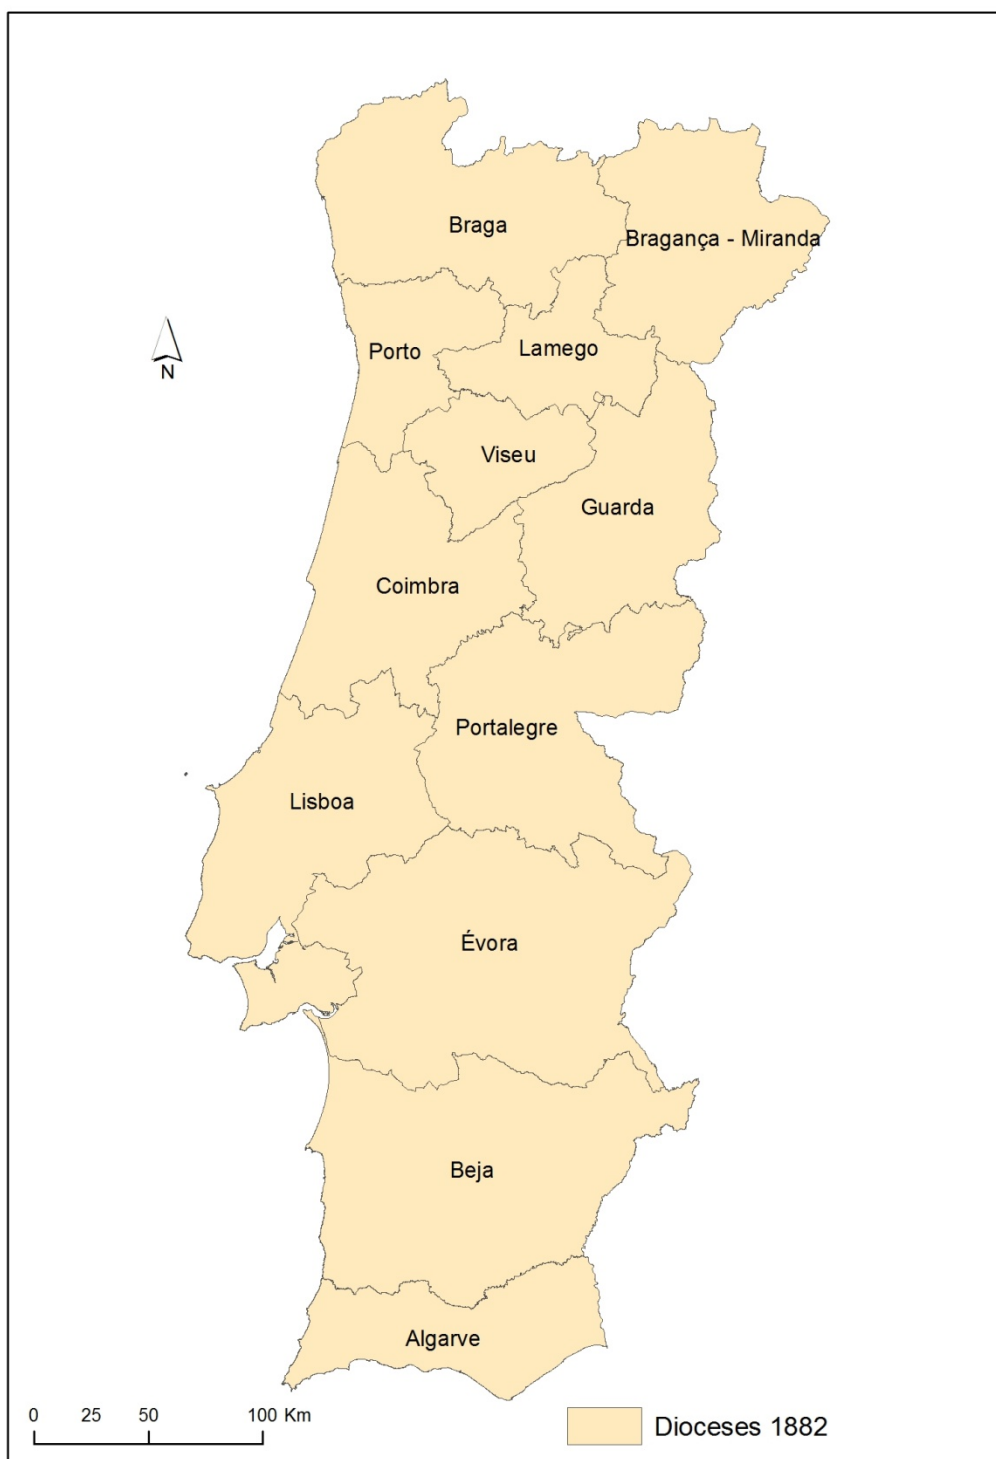 Braga
Bragança - Miranda
Porto
Lamego
N
Viseu
Guarda
Coimbra
Portalegre
Lisboa
Évora
Beja
Algarve
0 25 50 100 Km
Dioceses 1882